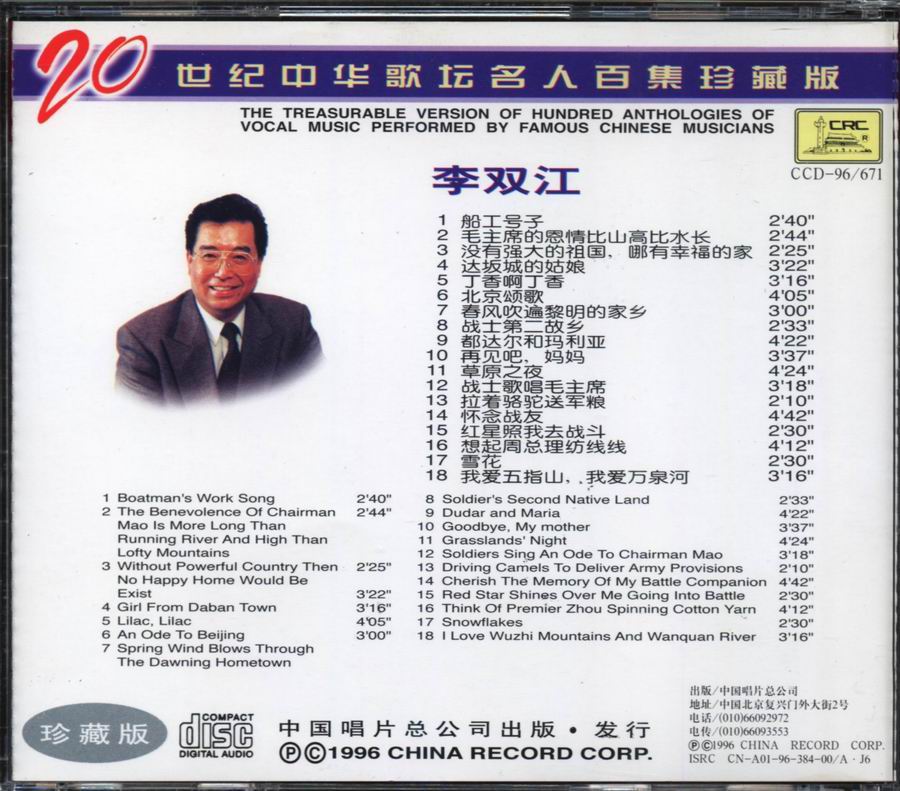 20
世纪中华歌坛名人百集珍藏版
THE TREASURABLE VERSION OF HUNDRED ANTHOLOGIES OF
VOCAL MUSIC PERFORMED BY FAMOUS CHINESE MUSICIANS
CRC
R
CCD-96/671
李双江
1 船工号子 2'40"
2 毛主席的恩情比山高比水长 2'44"
3 没有强大的祖国，哪有幸福的家 2'25"
4 达坂城的姑娘 3'22"
5 丁香啊丁香 3'16"
6 北京颂歌 4'05"
7 春风吹遍黎明的家乡 3'00"
8 战士第二故乡 2'33"
9 都达尔和玛利亚 4'22"
10 再见吧，妈妈 3'37"
11 草原之夜 4'24"
12 战士歌唱毛主席 3'18"
13 拉着骆驼送军粮 2'10"
14 怀念战友 4'42"
15 红星照我去战斗 2'30"
16 想起周总理纺线线 4'12"
17 雪花 2'30"
18 我爱五指山，我爱万泉河 3'16"
1 Boatman's Work Song 2'40"
2 The Benevolence Of Chairman 2'44"
Mao Is More Long Than
Running River And High Than
Lofty Mountains
3 Without Powerful Country Then 2'25"
No Happy Home Would Be
Exist 3'22"
4 Girl From Daban Town 3'16"
5 Lilac, Lilac 4'05"
6 An Ode To Beijing 3'00"
7 Spring Wind Blows Through
The Dawning Hometown
8 Soldier's Second Native Land 2'33"
9 Dudar and Maria 4'22"
10 Goodbye, My mother 3'37"
11 Grasslands' Night 4'24"
12 Soldiers Sing An Ode To Chairman Mao 3'18"
13 Driving Camels To Deliver Army Provisions 2'10"
14 Cherish The Memory Of My Battle Companion 4'42"
15 Red Star Shines Over Me Going Into Battle 2'30"
16 Think Of Premier Zhou Spinning Cotton Yarn 4'12"
17 Snowflakes 2'30"
18 I Love Wuzhi Mountains And Wanquan River 3'16"
珍藏版
COMPACT
disc
DIGITAL AUDIO
中国唱片总公司出版·发行
Ⓟ©1996 CHINA RECORD CORP.
出版/中国唱片总公司
地址/中国北京复兴门外大街2号
电话/(010)66092972
电传/(010)66093553
Ⓟ©1996 CHINA RECORD CORP.
ISRC CN-A01-96-384-00/A·J6